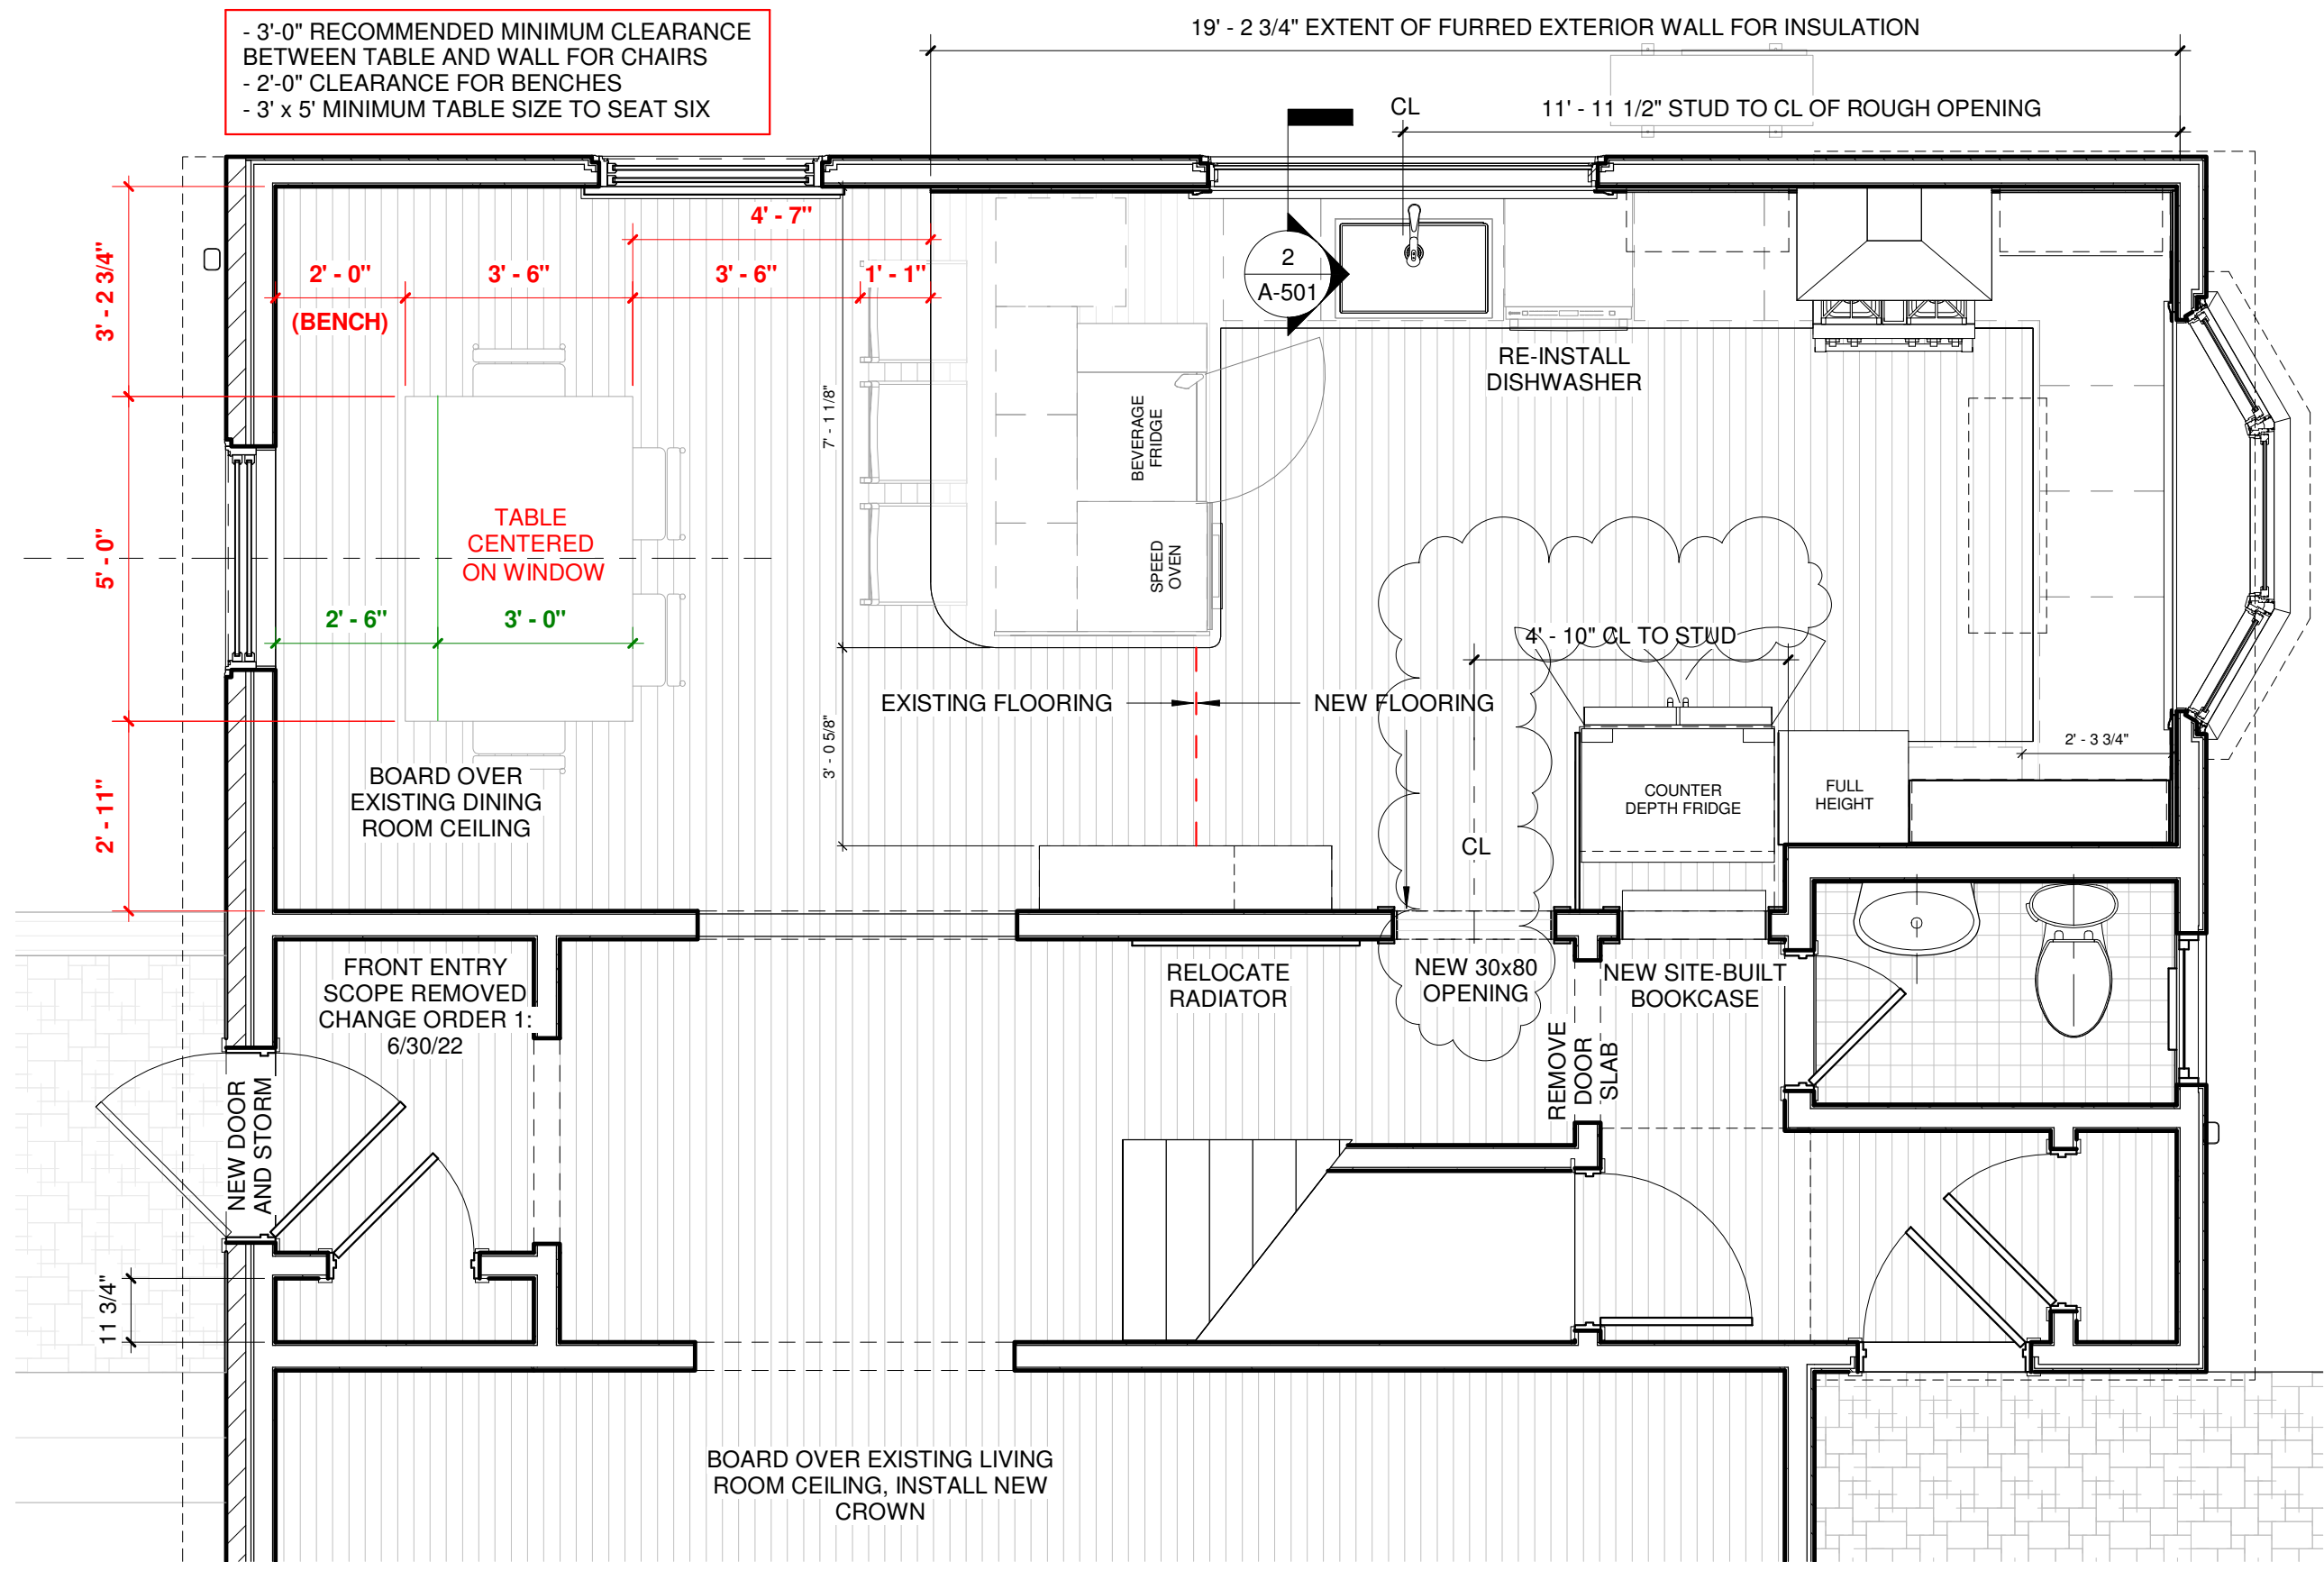 - 3'-0" RECOMMENDED MINIMUM CLEARANCE
BETWEEN TABLE AND WALL FOR CHAIRS
- 2'-0" CLEARANCE FOR BENCHES
- 3' x 5' MINIMUM TABLE SIZE TO SEAT SIX
19' - 2 3/4" EXTENT OF FURRED EXTERIOR WALL FOR INSULATION
CL
11' - 11 1/2" STUD TO CL OF ROUGH OPENING
4' - 7"
3' - 2 3/4"
2' - 0"
3' - 6"
3' - 6"
1' - 1"
(BENCH)
2
A-501
RE-INSTALL
DISHWASHER
7' - 1 1/8"
BEVERAGE
FRIDGE
TABLE
CENTERED
ON WINDOW
5' - 0"
SPEED
OVEN
2' - 6"
3' - 0"
4' - 10" CL TO STUD
EXISTING FLOORING
NEW FLOORING
3' - 0 5/8"
2' - 3 3/4"
BOARD OVER
EXISTING DINING
ROOM CEILING
2' - 11"
COUNTER
DEPTH FRIDGE
FULL
HEIGHT
CL
FRONT ENTRY
SCOPE REMOVED
CHANGE ORDER 1:
6/30/22
RELOCATE
RADIATOR
NEW 30x80
OPENING
NEW SITE-BUILT
BOOKCASE
REMOVE
DOOR
SLAB
NEW DOOR
AND STORM
11 3/4"
BOARD OVER EXISTING LIVING
ROOM CEILING, INSTALL NEW
CROWN